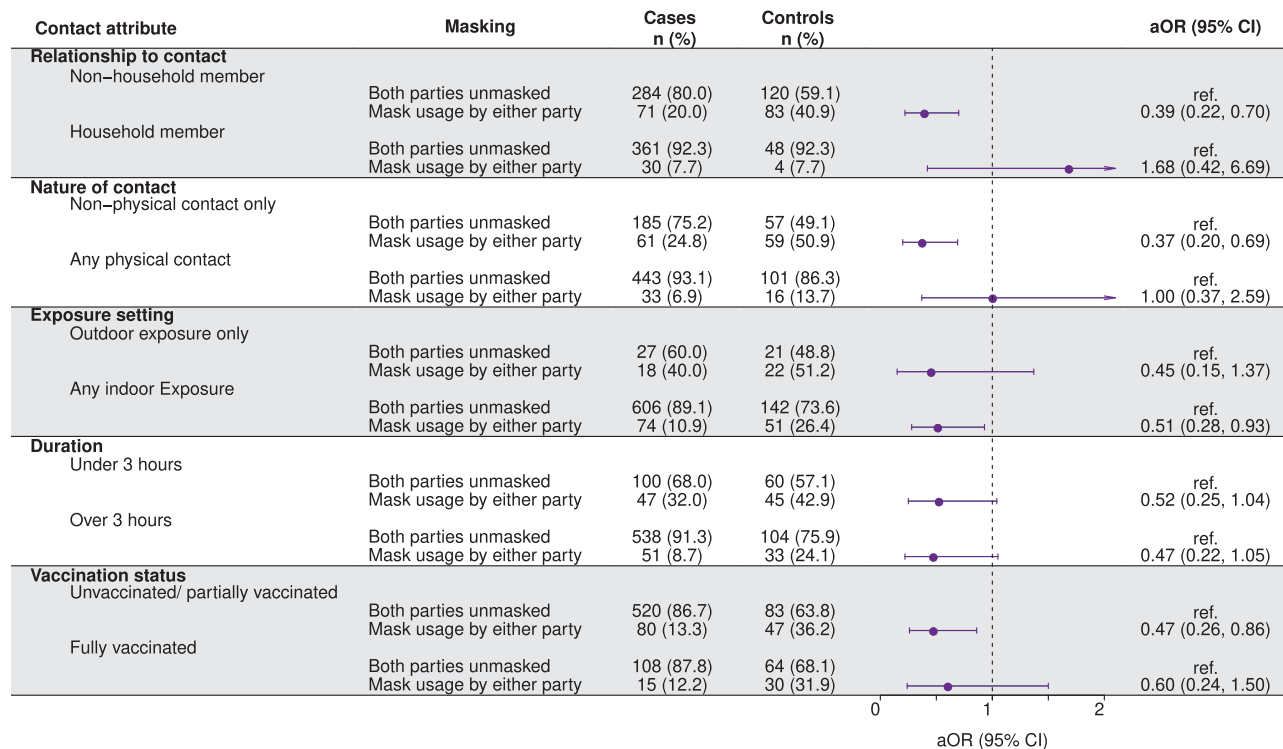 Contact attribute Masking Cases n (%) Controls n (%) aOR (95% CI)
Relationship to contact
Non−household member
Both parties unmasked 284 (80.0) 120 (59.1) ref.
Mask usage by either party 71 (20.0) 83 (40.9) 0.39 (0.22, 0.70)
Household member
Both parties unmasked 361 (92.3) 48 (92.3) ref.
Mask usage by either party 30 (7.7) 4 (7.7) 1.68 (0.42, 6.69)
Nature of contact
Non−physical contact only
Both parties unmasked 185 (75.2) 57 (49.1) ref.
Mask usage by either party 61 (24.8) 59 (50.9) 0.37 (0.20, 0.69)
Any physical contact
Both parties unmasked 443 (93.1) 101 (86.3) ref.
Mask usage by either party 33 (6.9) 16 (13.7) 1.00 (0.37, 2.59)
Exposure setting
Outdoor exposure only
Both parties unmasked 27 (60.0) 21 (48.8) ref.
Mask usage by either party 18 (40.0) 22 (51.2) 0.45 (0.15, 1.37)
Any indoor Exposure
Both parties unmasked 606 (89.1) 142 (73.6) ref.
Mask usage by either party 74 (10.9) 51 (26.4) 0.51 (0.28, 0.93)
Duration
Under 3 hours
Both parties unmasked 100 (68.0) 60 (57.1) ref.
Mask usage by either party 47 (32.0) 45 (42.9) 0.52 (0.25, 1.04)
Over 3 hours
Both parties unmasked 538 (91.3) 104 (75.9) ref.
Mask usage by either party 51 (8.7) 33 (24.1) 0.47 (0.22, 1.05)
Vaccination status
Unvaccinated/ partially vaccinated
Both parties unmasked 520 (86.7) 83 (63.8) ref.
Mask usage by either party 80 (13.3) 47 (36.2) 0.47 (0.26, 0.86)
Fully vaccinated
Both parties unmasked 108 (87.8) 64 (68.1) ref.
Mask usage by either party 15 (12.2) 30 (31.9) 0.60 (0.24, 1.50)
0 1 2
aOR (95% CI)